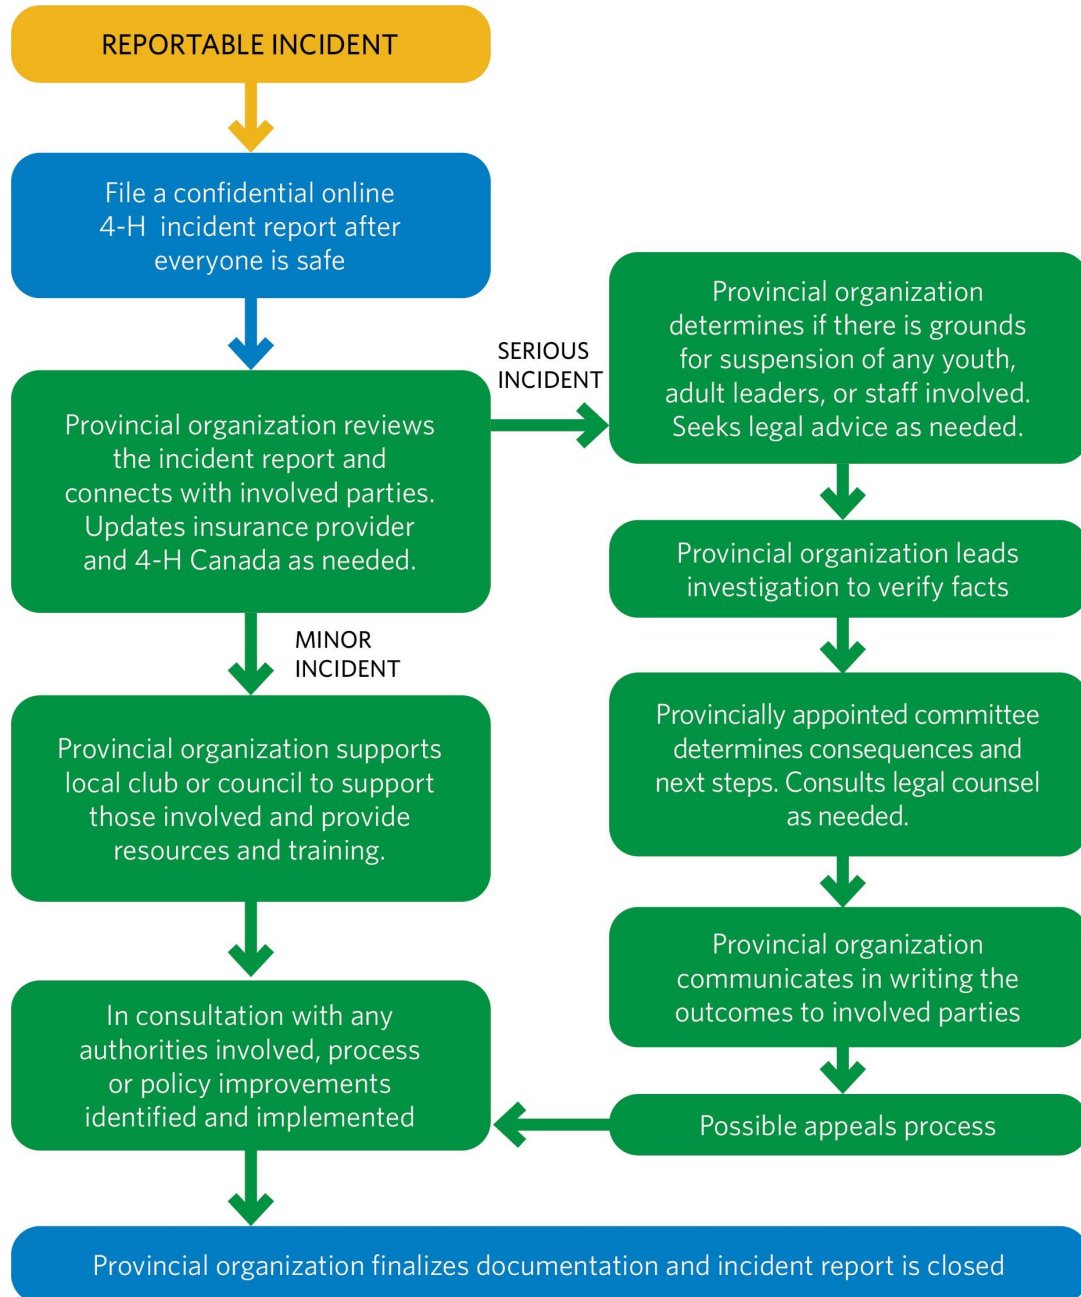 REPORTABLE INCIDENT
File a confidential online
4-H incident report after
everyone is safe
Provincial organization reviews
the incident report and
connects with involved parties.
Updates insurance provider
and 4-H Canada as needed.
SERIOUS
INCIDENT
Provincial organization
determines if there is grounds
for suspension of any youth,
adult leaders, or staff involved.
Seeks legal advice as needed.
Provincial organization leads
investigation to verify facts
Provincially appointed committee
determines consequences and
next steps. Consults legal counsel
as needed.
Provincial organization
communicates in writing the
outcomes to involved parties
Possible appeals process
MINOR
INCIDENT
Provincial organization supports
local club or council to support
those involved and provide
resources and training.
In consultation with any
authorities involved, process
or policy improvements
identified and implemented
Provincial organization finalizes documentation and incident report is closed